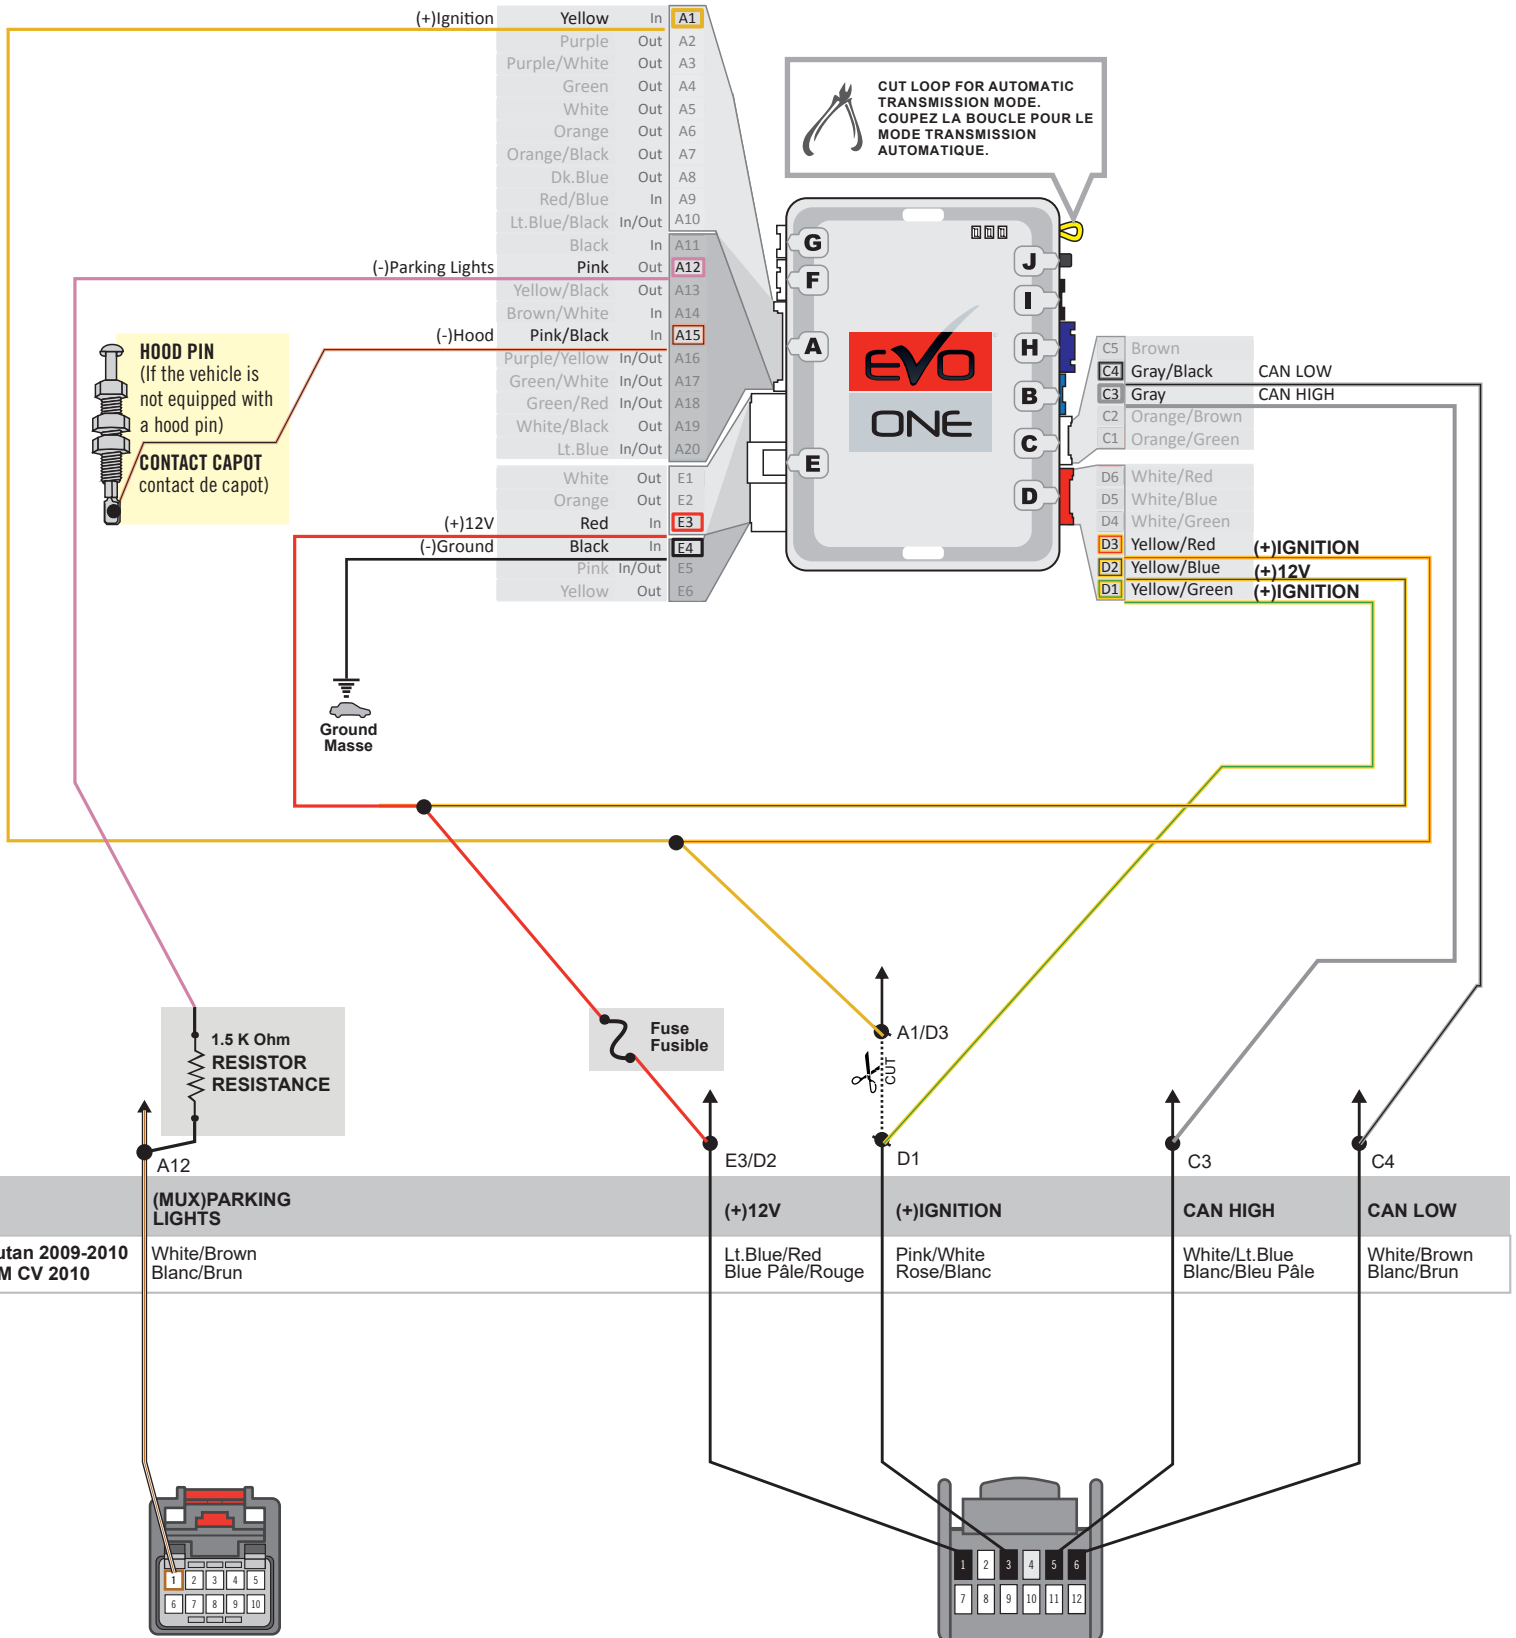 (+)Ignition Yellow In A1
Purple Out A2
Purple/White Out A3
Green Out A4
White Out A5
Orange Out A6
Orange/Black Out A7
Dk.Blue Out A8
Red/Blue In A9
Lt.Blue/Black In/Out A10
Black In A11
(-)Parking Lights Pink Out A12
Yellow/Black Out A13
Brown/White In A14
(-)Hood Pink/Black In A15
Purple/Yellow In/Out A16
Green/White In/Out A17
Green/Red In/Out A18
White/Black Out A19
Lt.Blue In/Out A20
White Out E1
Orange Out E2
(+)12V Red In E3
(-)Ground Black In E4
Pink In/Out E5
Yellow Out E6
CUT LOOP FOR AUTOMATIC
TRANSMISSION MODE.
COUPEZ LA BOUCLE POUR LE
MODE TRANSMISSION
AUTOMATIQUE.
G
F
A
E
J
I
H
B
C
D
EVO
ONE
C5 Brown
C4 Gray/Black CAN LOW
C3 Gray CAN HIGH
C2 Orange/Brown
C1 Orange/Green
D6 White/Red
D5 White/Blue
D4 White/Green
D3 Yellow/Red (+)IGNITION
D2 Yellow/Blue (+)12V
D1 Yellow/Green (+)IGNITION
HOOD PIN
(If the vehicle is
not equipped with
a hood pin)
CONTACT CAPOT
contact de capot)
Ground
Masse
1.5 K Ohm
RESISTOR
RESISTANCE
Fuse
Fusible
A1/D3
CUT
A12
E3/D2
D1
C3
C4
(MUX)PARKING
LIGHTS
(+)12V
(+)IGNITION
CAN HIGH
CAN LOW
utan 2009-2010
M CV 2010
White/Brown
Blanc/Brun
Lt.Blue/Red
Blue Pâle/Rouge
Pink/White
Rose/Blanc
White/Lt.Blue
Blanc/Bleu Pâle
White/Brown
Blanc/Brun
1 2 3 4 5
6 7 8 9 10
1 2 3 4 5 6
7 8 9 10 11 12